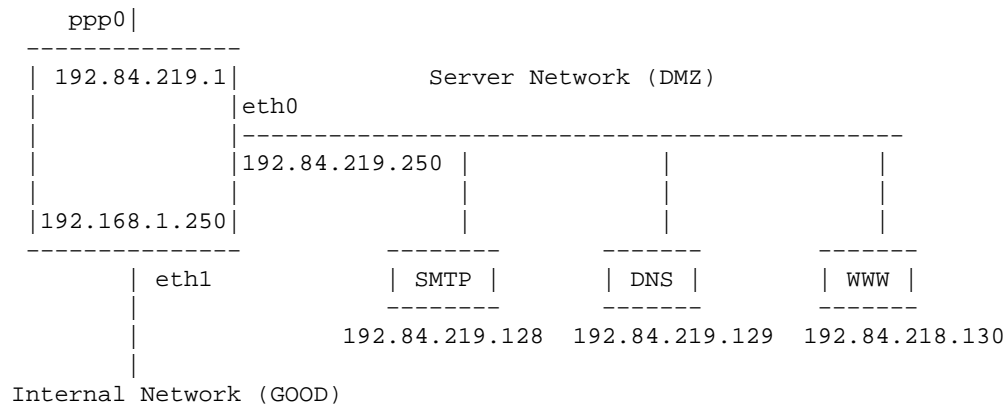 ppp0
192.84.219.1 Server Network (DMZ)
eth0
192.84.219.250
192.168.1.250
eth1 SMTP DNS WWW
192.84.219.128 192.84.219.129 192.84.218.130
Internal Network (GOOD)